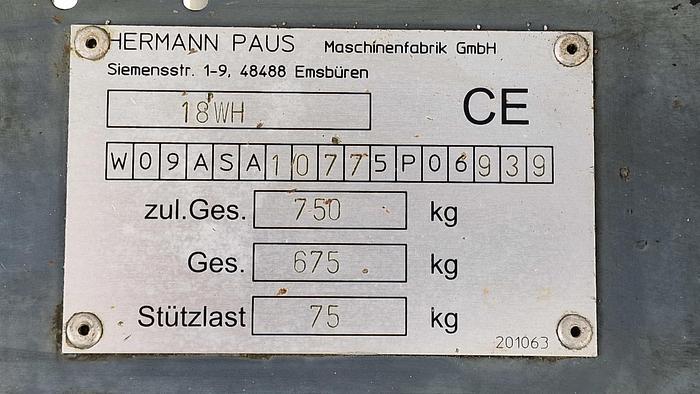 HERMANN PAUS Maschinenfabrik GmbH
Siemensstr. 1-9, 48488 Emsbüren
18WH CE
W09ASA10775P06939
zul.Ges. 750 kg
Ges. 675 kg
Stützlast 75 kg
201063